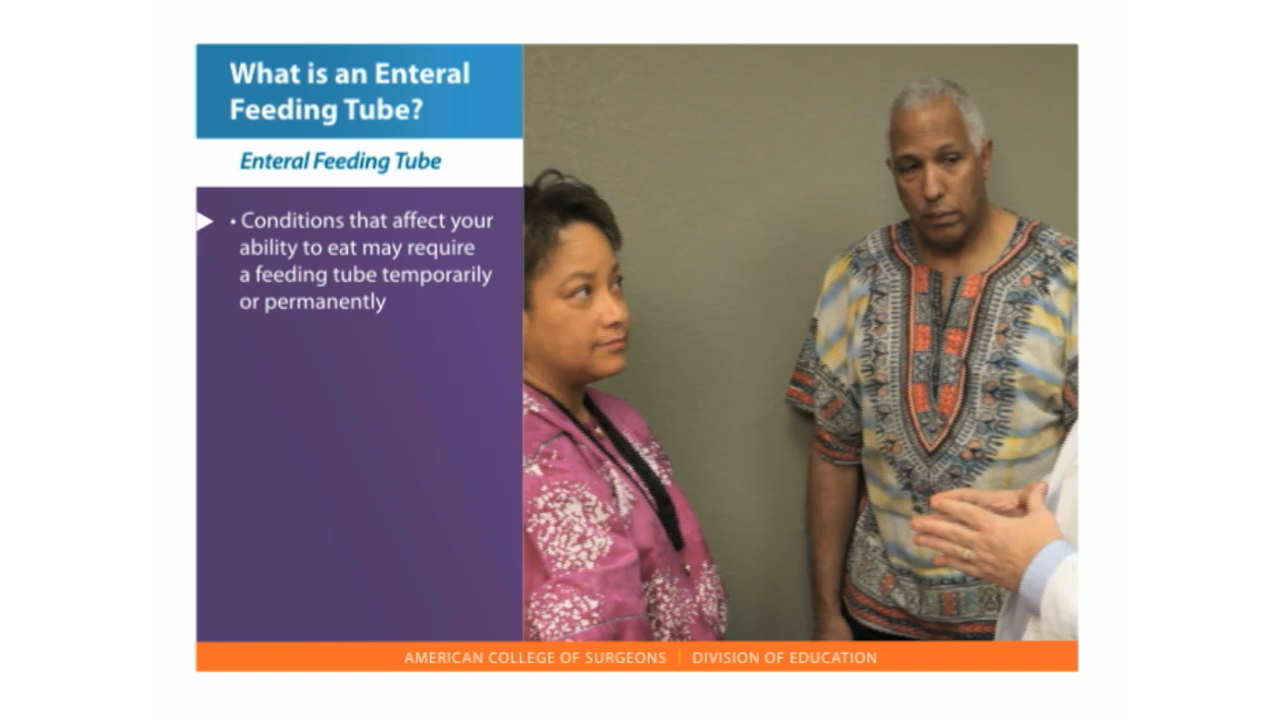 What is an Enteral
Feeding Tube?
Enteral Feeding Tube
• Conditions that affect your
ability to eat may require
a feeding tube temporarily
or permanently
AMERICAN COLLEGE OF SURGEONS | DIVISION OF EDUCATION